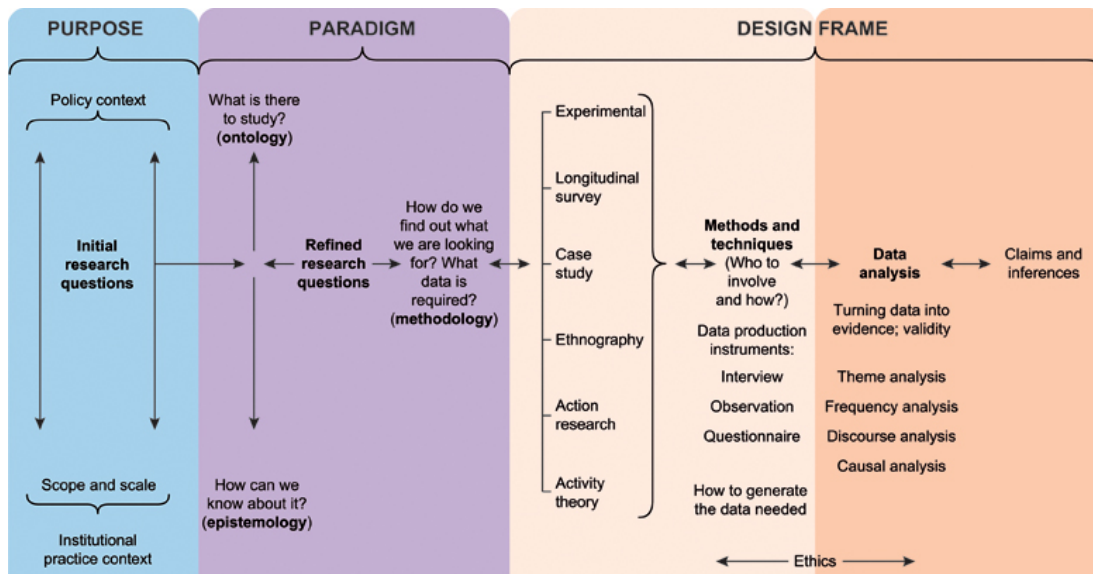 PURPOSE
PARADIGM
DESIGN FRAME
Policy context
Initial
research
questions
Scope and scale
Institutional
practice context
What is there
to study?
(ontology)
Refined
research
questions
How do we
find out what
we are looking
for? What
data is
required?
(methodology)
How can we
know about it?
(epistemology)
Experimental
Longitudinal
survey
Case
study
Ethnography
Action
research
Activity
theory
Methods and
techniques
(Who to
involve
and how?)
Data production
instruments:
Interview
Observation
Questionnaire
How to generate
the data needed
Data
analysis
Turning data into
evidence; validity
Theme analysis
Frequency analysis
Discourse analysis
Causal analysis
Claims and
inferences
Ethics